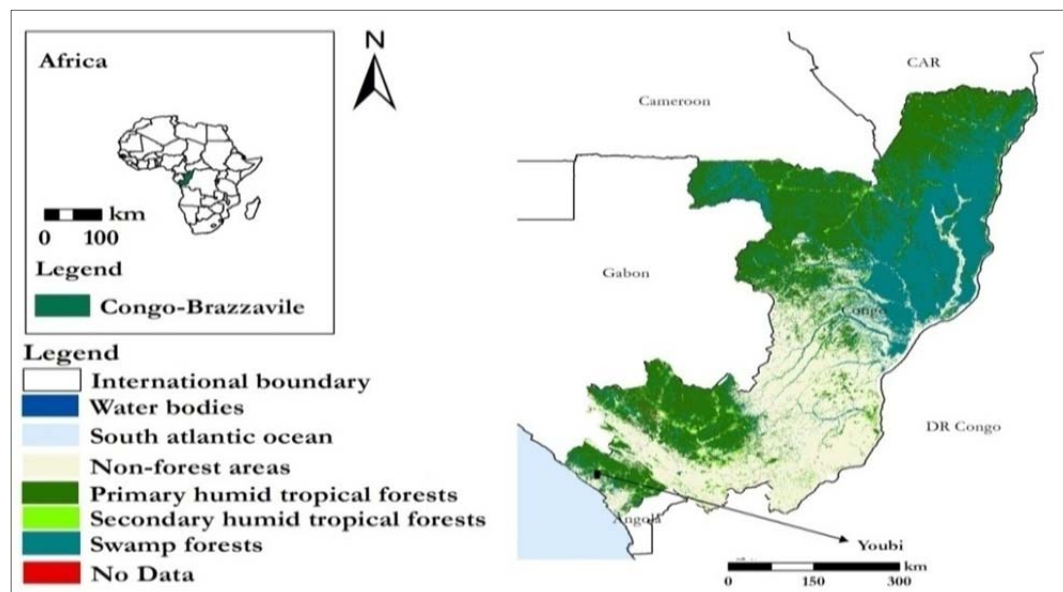 Africa
km
0 100
Legend
Congo-Brazzavile
Legend
International boundary
Water bodies
South atlantic ocean
Non-forest areas
Primary humid tropical forests
Secondary humid tropical forests
Swamp forests
No Data
N
CAR
Cameroon
Gabon
Congo
DR Congo
Angola
Youbi
km
0 150 300